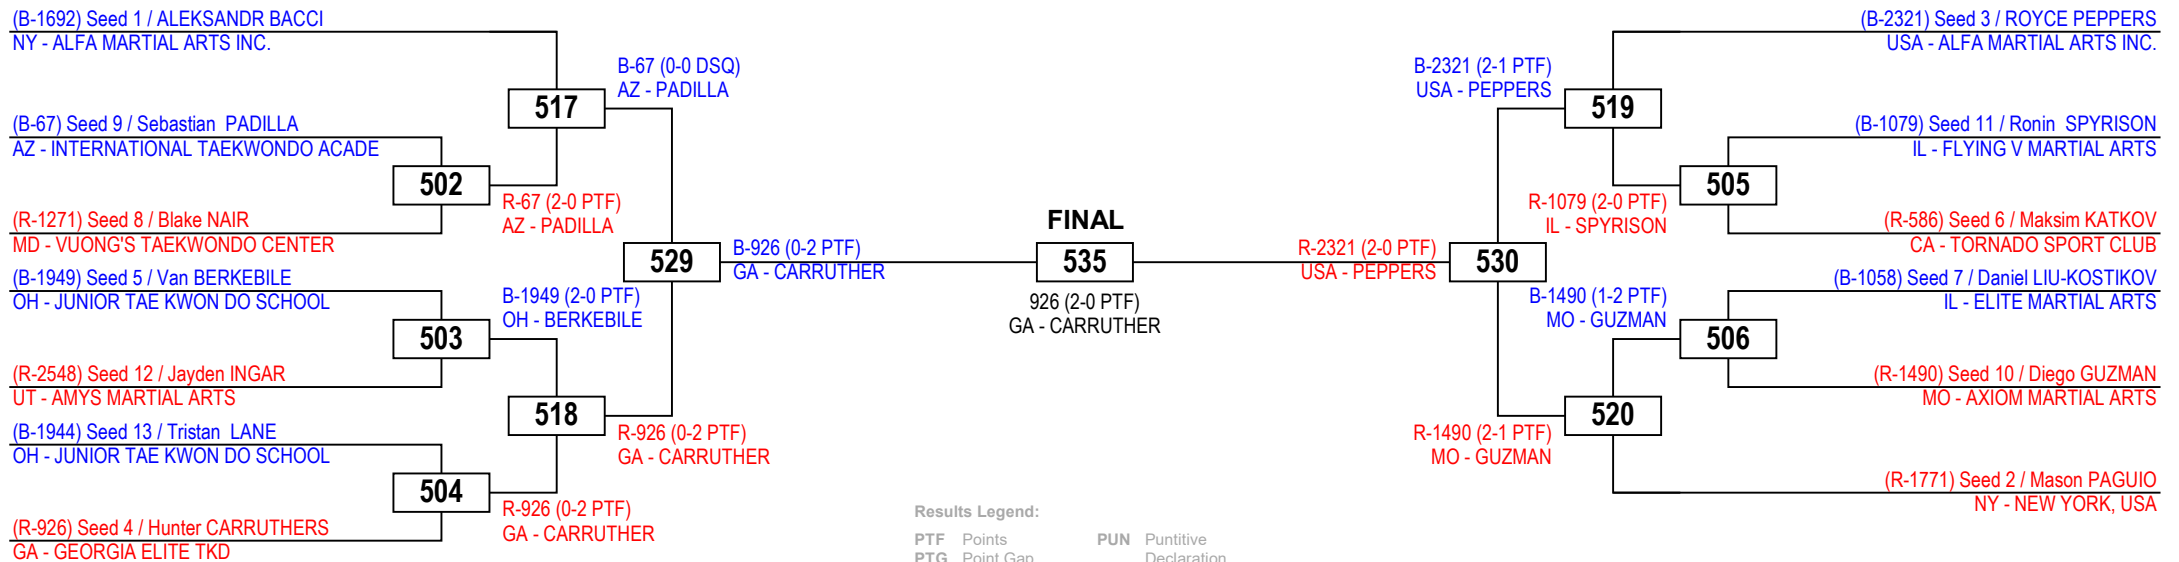 (B-1692) Seed 1 / ALEKSANDR BACCI
NY - ALFA MARTIAL ARTS INC.
(B-67) Seed 9 / Sebastian  PADILLA
AZ - INTERNATIONAL TAEKWONDO ACADE
(R-1271) Seed 8 / Blake NAIR
MD - VUONG'S TAEKWONDO CENTER
(B-1949) Seed 5 / Van BERKEBILE
OH - JUNIOR TAE KWON DO SCHOOL
(R-2548) Seed 12 / Jayden INGAR
UT - AMYS MARTIAL ARTS
(B-1944) Seed 13 / Tristan  LANE
OH - JUNIOR TAE KWON DO SCHOOL
(R-926) Seed 4 / Hunter CARRUTHERS
GA - GEORGIA ELITE TKD
502
503
504
R-67 (2-0 PTF)
AZ - PADILLA
B-1949 (2-0 PTF)
OH - BERKEBILE
R-926 (0-2 PTF)
GA - CARRUTHER
517
518
B-67 (0-0 DSQ)
AZ - PADILLA
R-926 (0-2 PTF)
GA - CARRUTHER
529
B-926 (0-2 PTF)
GA - CARRUTHER
FINAL
535
926 (2-0 PTF)
GA - CARRUTHER
R-2321 (2-0 PTF)
USA - PEPPERS
530
B-2321 (2-1 PTF)
USA - PEPPERS
R-1490 (2-1 PTF)
MO - GUZMAN
519
520
R-1079 (2-0 PTF)
IL - SPYRISON
B-1490 (1-2 PTF)
MO - GUZMAN
505
506
(B-2321) Seed 3 / ROYCE PEPPERS
USA - ALFA MARTIAL ARTS INC.
(B-1079) Seed 11 / Ronin  SPYRISON
IL - FLYING V MARTIAL ARTS
(R-586) Seed 6 / Maksim KATKOV
CA - TORNADO SPORT CLUB
(B-1058) Seed 7 / Daniel LIU-KOSTIKOV
IL - ELITE MARTIAL ARTS
(R-1490) Seed 10 / Diego GUZMAN
MO - AXIOM MARTIAL ARTS
(R-1771) Seed 2 / Mason PAGUIO
NY - NEW YORK, USA
Results Legend:
PTF Points
PTG Point Gap
PUN Puntitive
Declaration